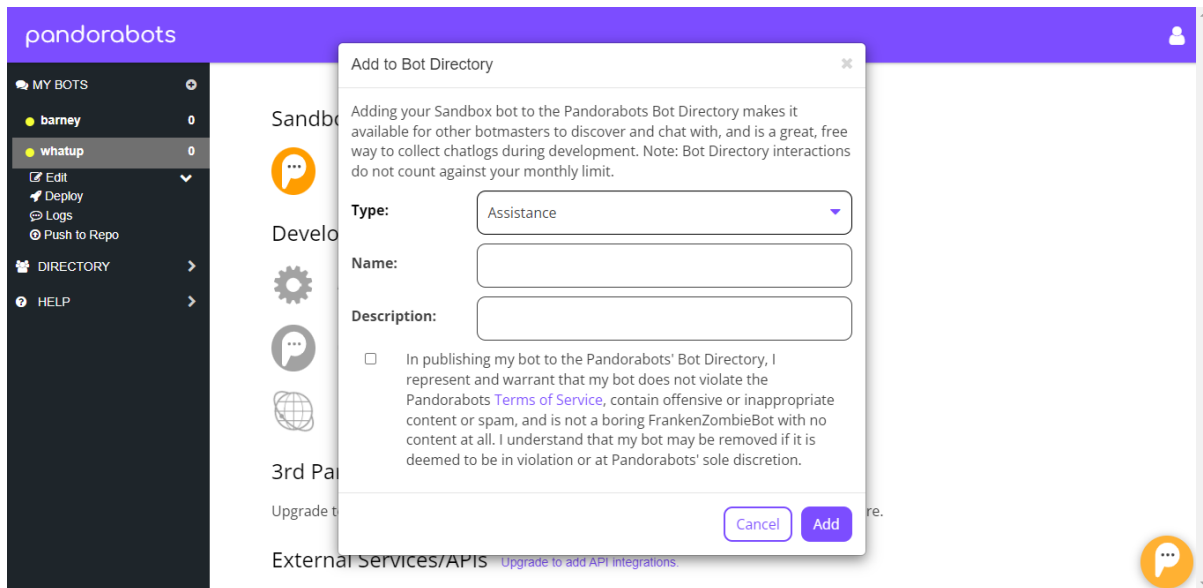 pandorabots
MY BOTS
barney 0
whatup 0
Edit
Deploy
Logs
Push to Repo
DIRECTORY
HELP
Add to Bot Directory
Adding your Sandbox bot to the Pandorabots Bot Directory makes it
available for other botmasters to discover and chat with, and is a great, free
way to collect chatlogs during development. Note: Bot Directory interactions
do not count against your monthly limit.
Type: Assistance
Name:
Description:
In publishing my bot to the Pandorabots' Bot Directory, I
represent and warrant that my bot does not violate the
Pandorabots Terms of Service, contain offensive or inappropriate
content or spam, and is not a boring FrankenZombieBot with no
content at all. I understand that my bot may be removed if it is
deemed to be in violation or at Pandorabots' sole discretion.
Cancel Add
3rd
Upgrade
External Services/APIs Upgrade to add API integrations.